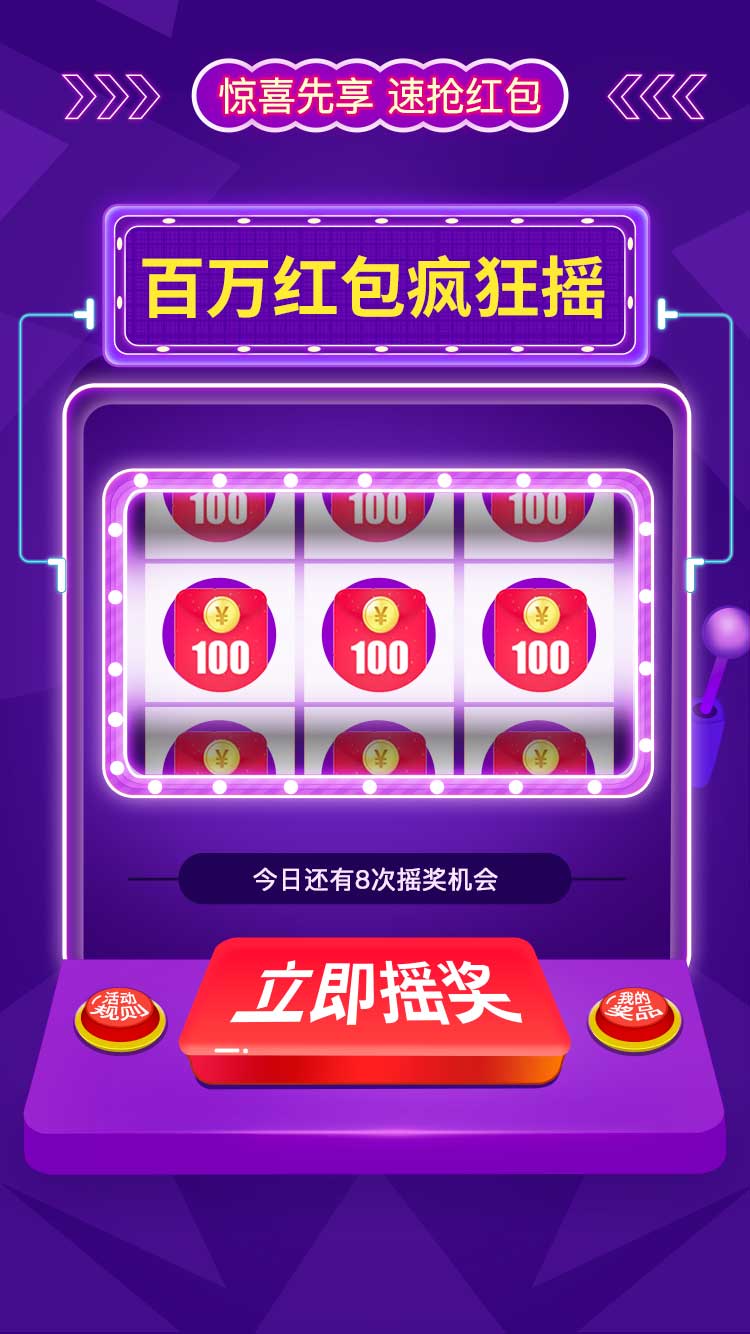 惊喜先享 速抢红包
百万红包疯狂摇
100 100 100
¥ ¥ ¥
100 100 100
¥ ¥ ¥
今日还有8次摇奖机会
立即摇奖
活动
规则
我的
奖品